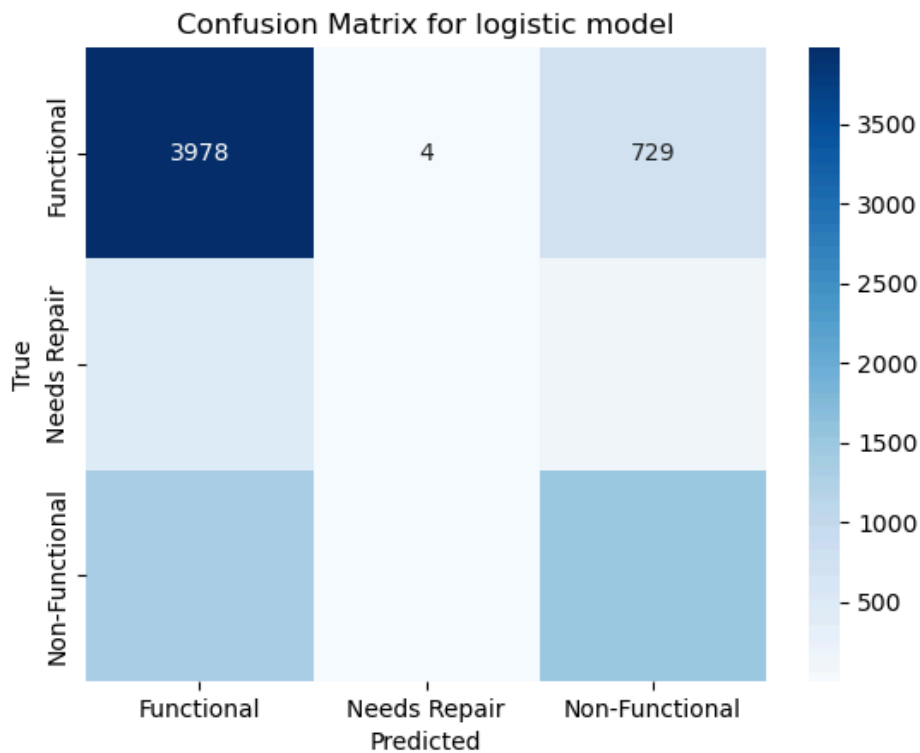 Confusion Matrix for logistic model
True
Functional
Needs Repair
Non-Functional
3978 4 729
Functional Needs Repair Non-Functional
Predicted
3500
3000
2500
2000
1500
1000
500